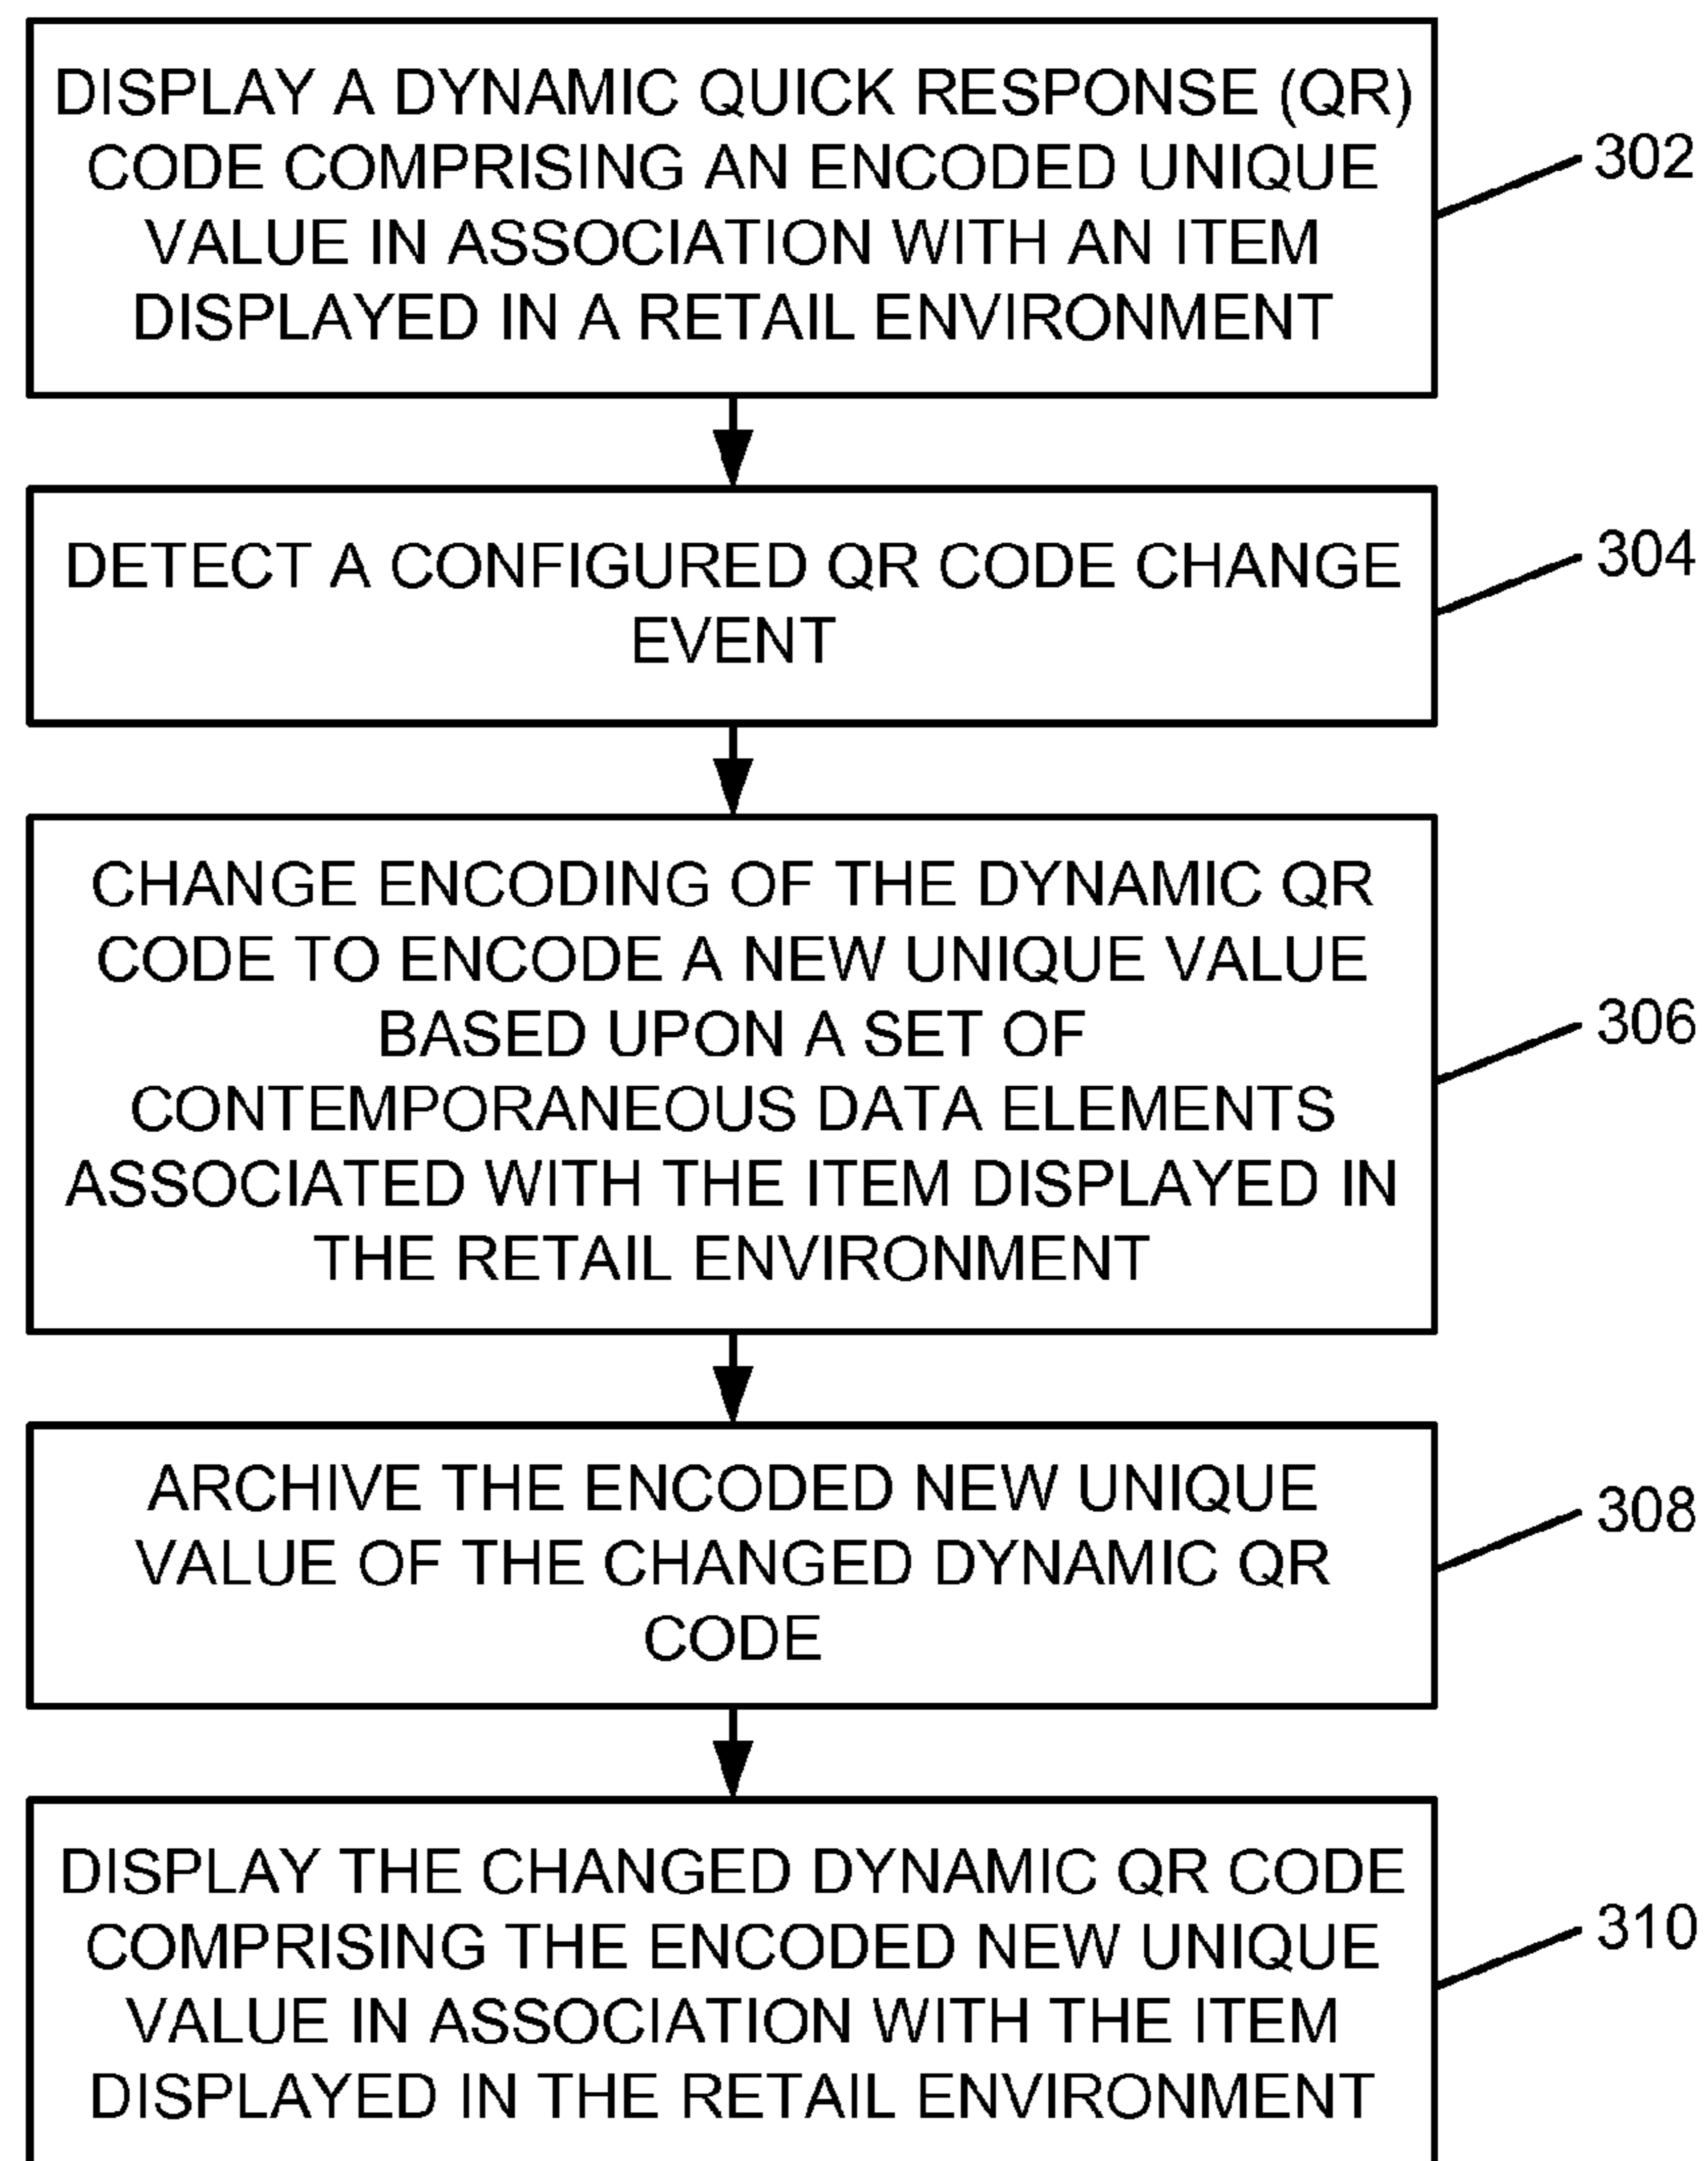 DISPLAY A DYNAMIC QUICK RESPONSE (QR)
CODE COMPRISING AN ENCODED UNIQUE
VALUE IN ASSOCIATION WITH AN ITEM
DISPLAYED IN A RETAIL ENVIRONMENT
302
DETECT A CONFIGURED QR CODE CHANGE
EVENT
304
CHANGE ENCODING OF THE DYNAMIC QR
CODE TO ENCODE A NEW UNIQUE VALUE
BASED UPON A SET OF
CONTEMPORANEOUS DATA ELEMENTS
ASSOCIATED WITH THE ITEM DISPLAYED IN
THE RETAIL ENVIRONMENT
306
ARCHIVE THE ENCODED NEW UNIQUE
VALUE OF THE CHANGED DYNAMIC QR
CODE
308
DISPLAY THE CHANGED DYNAMIC QR CODE
COMPRISING THE ENCODED NEW UNIQUE
VALUE IN ASSOCIATION WITH THE ITEM
DISPLAYED IN THE RETAIL ENVIRONMENT
310